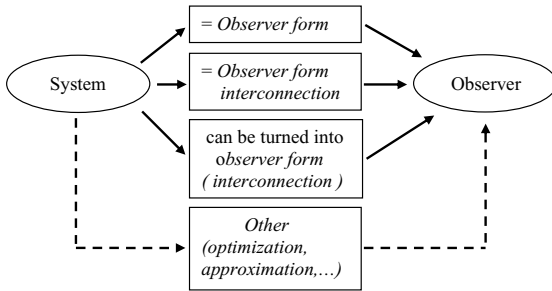 = Observer form
System
= Observer form
interconnection
Observer
can be turned into
observer form
( interconnection )
Other
(optimization,
approximation,…)